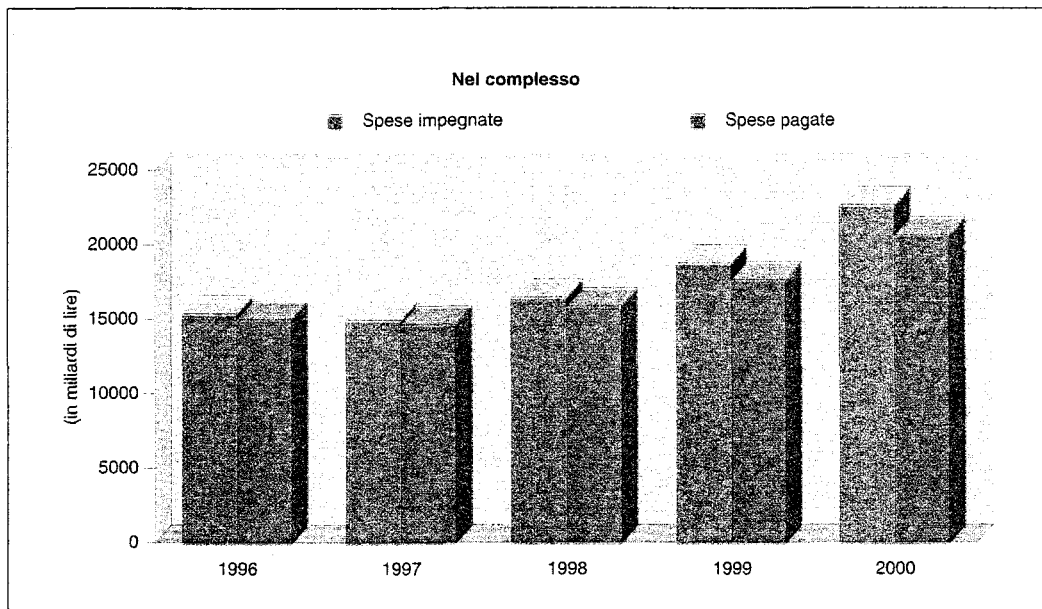 Nel complesso
Spese impegnate Spese pagate
(in miliardi di lire)
25000
20000
15000
10000
5000
0
1996 1997 1998 1999 2000